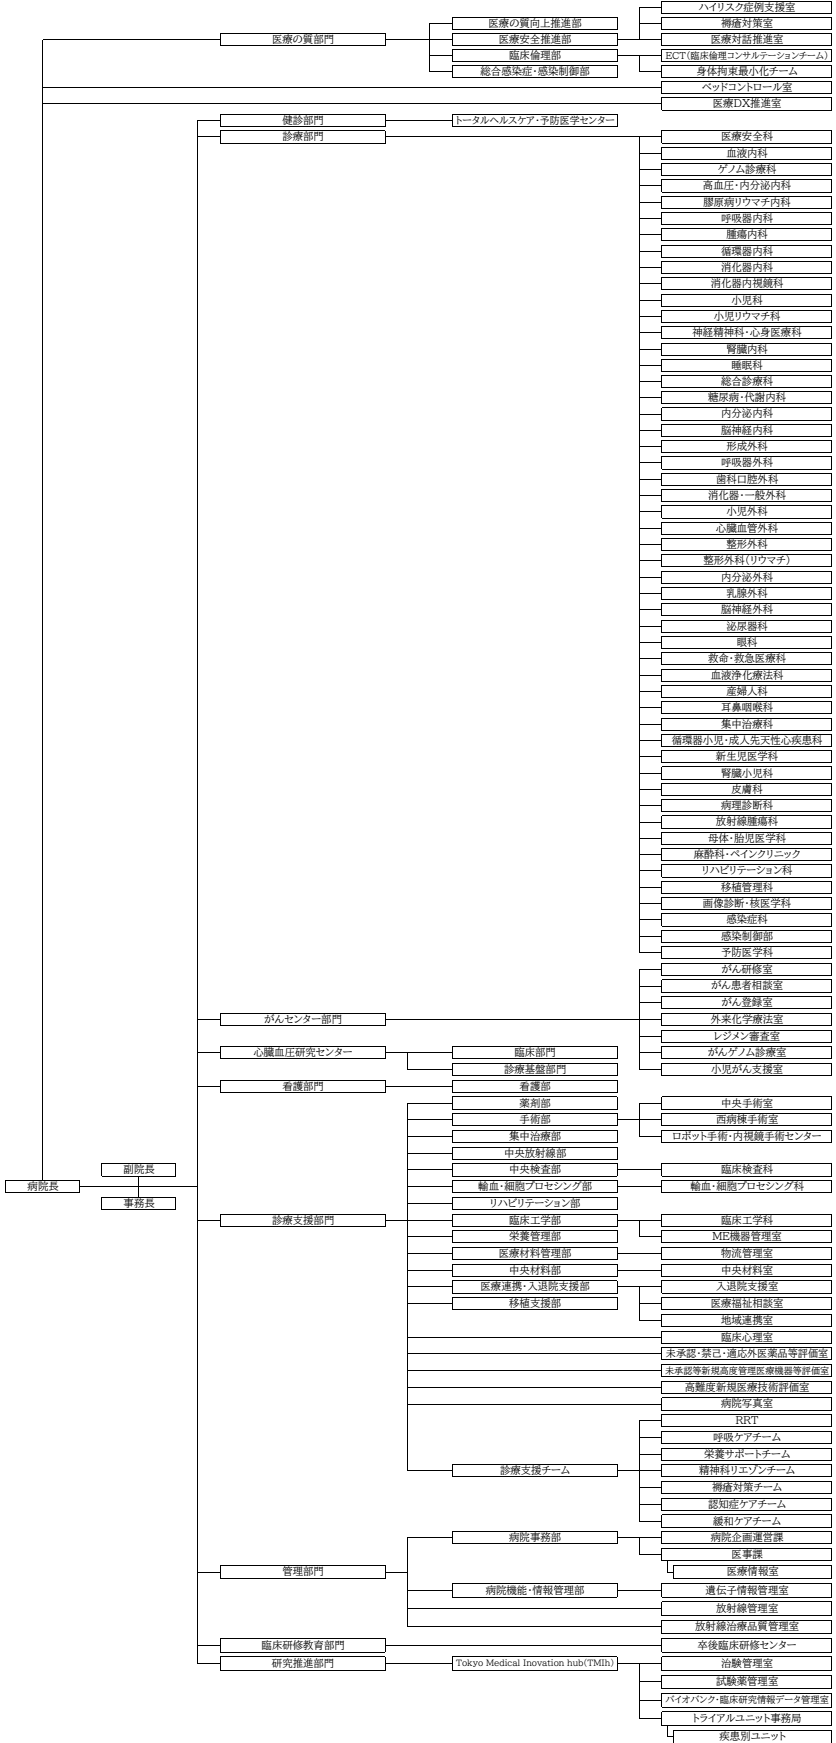 ハイリスク症例支援室
医療の質向上推進部
褥瘡対策室
医療の質部門
医療安全推進部
医療対話推進室
臨床倫理部
ECT(臨床倫理コンサルテーションチーム)
総合感染症・感染制御部
身体拘束最小化チーム
ベッドコントロール室
医療DX推進室
健診部門
トータルヘルスケア・予防医学センター
診療部門
医療安全科
血液内科
ゲノム診療科
高血圧・内分泌内科
膠原病リウマチ内科
呼吸器内科
腫瘍内科
循環器内科
消化器内科
消化器内視鏡科
小児科
小児リウマチ科
神経精神科・心身医療科
腎臓内科
睡眠科
総合診療科
糖尿病・代謝内科
内分泌内科
脳神経内科
形成外科
呼吸器外科
歯科口腔外科
消化器・一般外科
小児外科
心臓血管外科
整形外科
整形外科(リウマチ)
内分泌外科
乳腺外科
脳神経外科
泌尿器科
眼科
救命・救急医療科
血液浄化療法科
産婦人科
耳鼻咽喉科
集中治療科
循環器小児・成人先天性心疾患科
新生児医学科
腎臓小児科
皮膚科
病理診断科
放射線腫瘍科
母体・胎児医学科
麻酔科・ペインクリニック
リハビリテーション科
移植管理科
画像診断・核医学科
感染症科
感染制御部
予防医学科
がん研修室
がん患者相談室
がん登録室
がんセンター部門
外来化学療法室
レジメン審査室
心臓血圧研究センター
臨床部門
がんゲノム診療室
診療基盤部門
小児がん支援室
看護部門
看護部
薬剤部
中央手術室
手術部
西病棟手術室
集中治療部
ロボット手術・内視鏡手術センター
中央放射線部
副院長
中央検査部
臨床検査科
病院長
輸血・細胞プロセシング部
輸血・細胞プロセシング科
事務長
リハビリテーション部
診療支援部門
臨床工学部
臨床工学科
栄養管理部
ME機器管理室
医療材料管理部
物流管理室
中央材料部
中央材料室
医療連携・入退院支援部
入退院支援室
移植支援部
医療福祉相談室
地域連携室
臨床心理室
未承認・禁忌・適応外医薬品等評価室
未承認等新規高度管理医療機器等評価室
高難度新規医療技術評価室
病院写真室
RRT
呼吸ケアチーム
栄養サポートチーム
診療支援チーム
精神科リエゾンチーム
褥瘡対策チーム
認知症ケアチーム
緩和ケアチーム
病院事務部
病院企画運営課
医事課
管理部門
医療情報室
病院機能・情報管理部
遺伝子情報管理室
放射線管理室
放射線治療品質管理室
臨床研修教育部門
卒後臨床研修センター
研究推進部門
Tokyo Medical Inovation hub(TMIh)
治験管理室
試験薬管理室
バイオバンク・臨床研究情報データ管理室
トライアルユニット事務局
疾患別ユニット